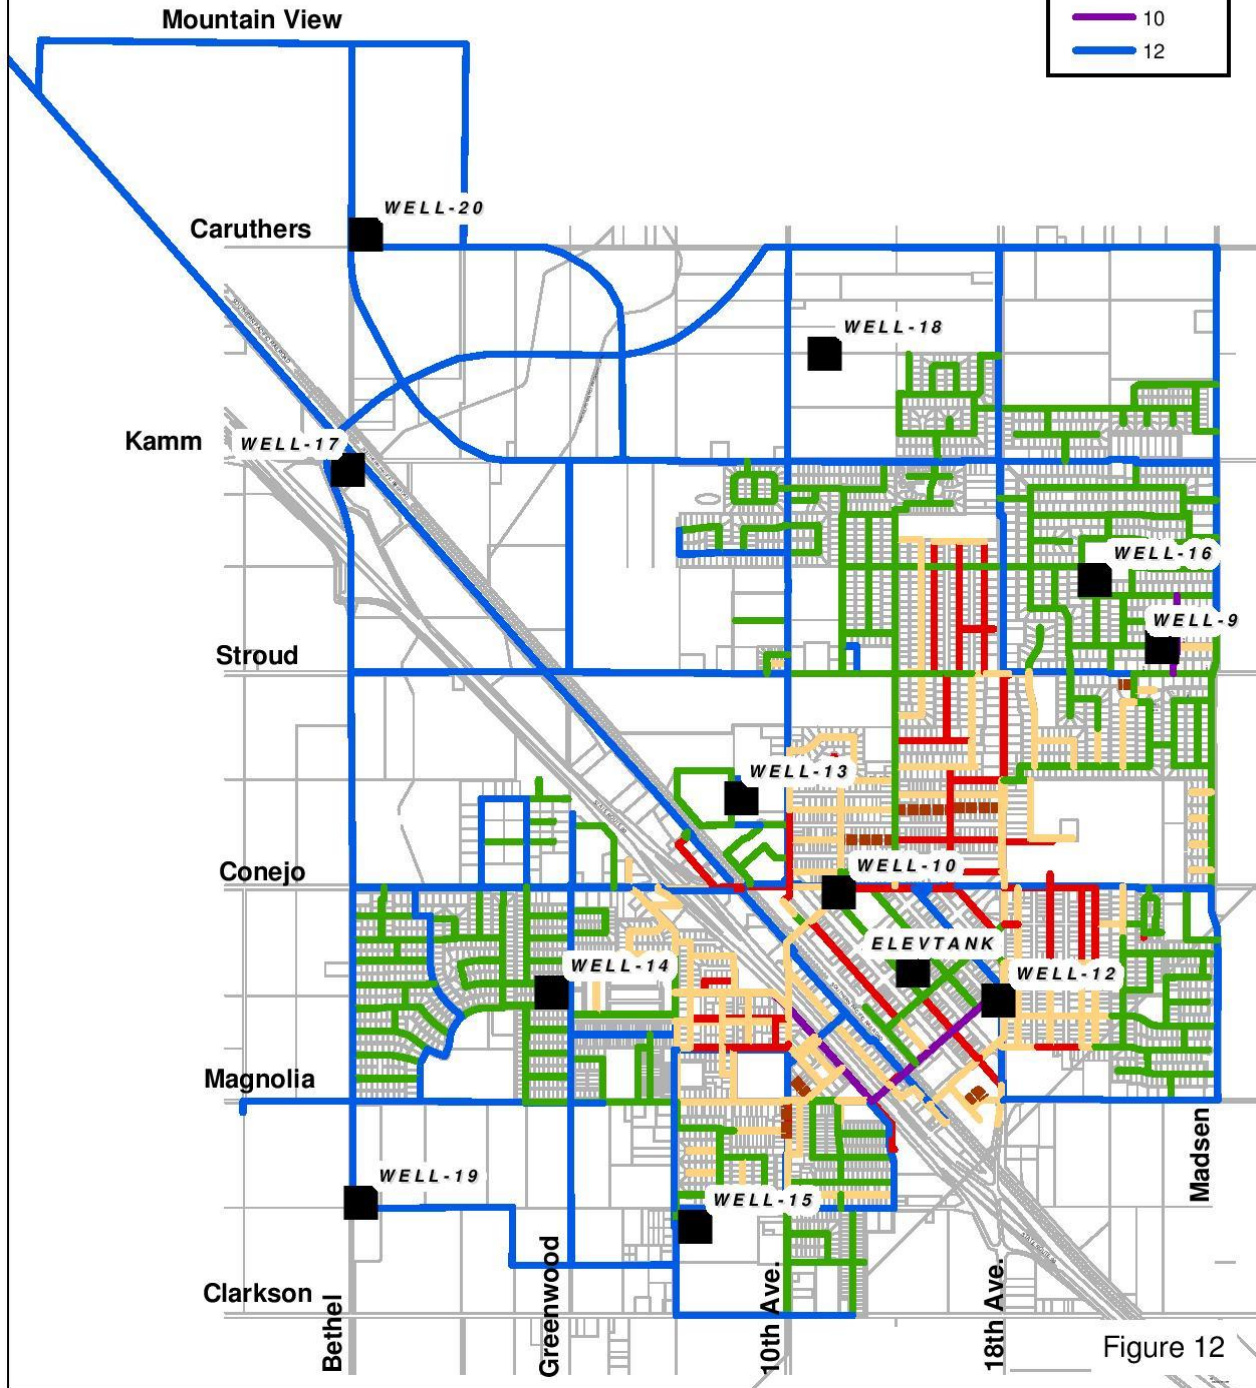 10
12
Mountain View
WELL-20
Caruthers
WELL-18
Kamm
WELL-17
WELL-16
WELL-9
Stroud
WELL-13
WELL-10
Conejo
ELEVTANK
WELL-14
WELL-12
Magnolia
Madsen
WELL-19
WELL-15
Clarkson
Bethel
Greenwood
10th Ave.
18th Ave.
Figure 12